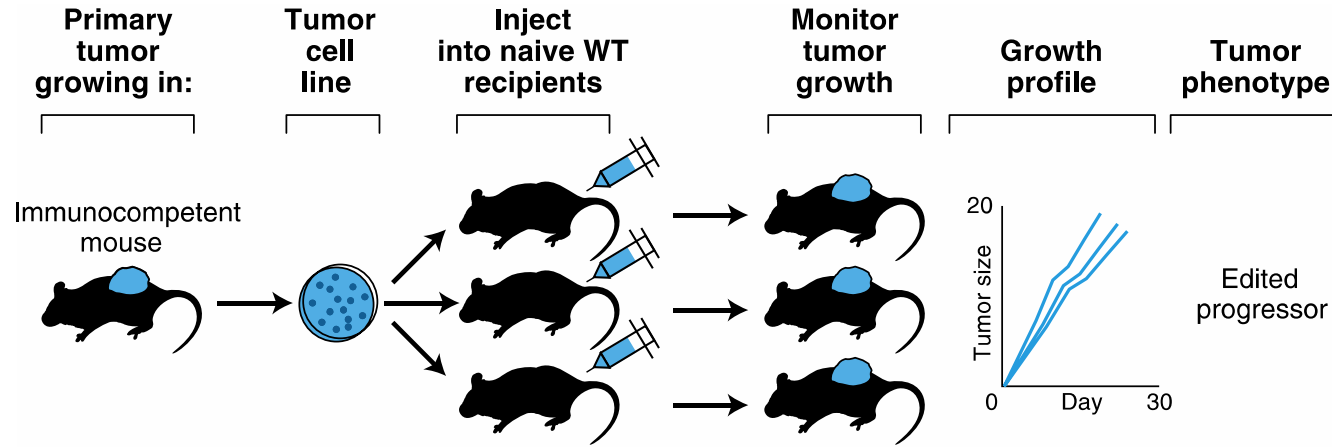 Primary
tumor
growing in:
Tumor
cell
line
Inject
into naive WT
recipients
Monitor
tumor
growth
Growth
profile
Tumor
phenotype
Immunocompetent
mouse
20
Tumor size
0
Day
30
Edited
progressor